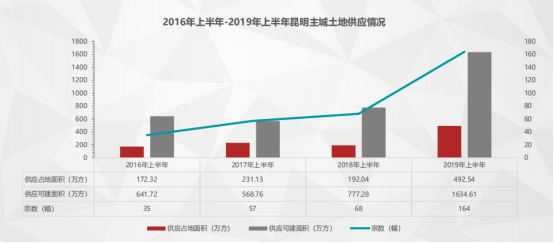 2016年上半年-2019年上半年昆明主城土地供应情况
1800 180
1600 160
1400 140
1200 120
1000 100
800 80
600 60
400 40
200 20
0 0
2016年上半年 2017年上半年 2018年上半年 2019年上半年
供应占地面积（万方） 172.32 231.13 192.04 492.54
供应可建面积（万方） 641.72 568.76 777.28 1634.61
宗数（幅） 35 57 68 164
供应占地面积（万方） 供应可建面积（万方） 宗数（幅）